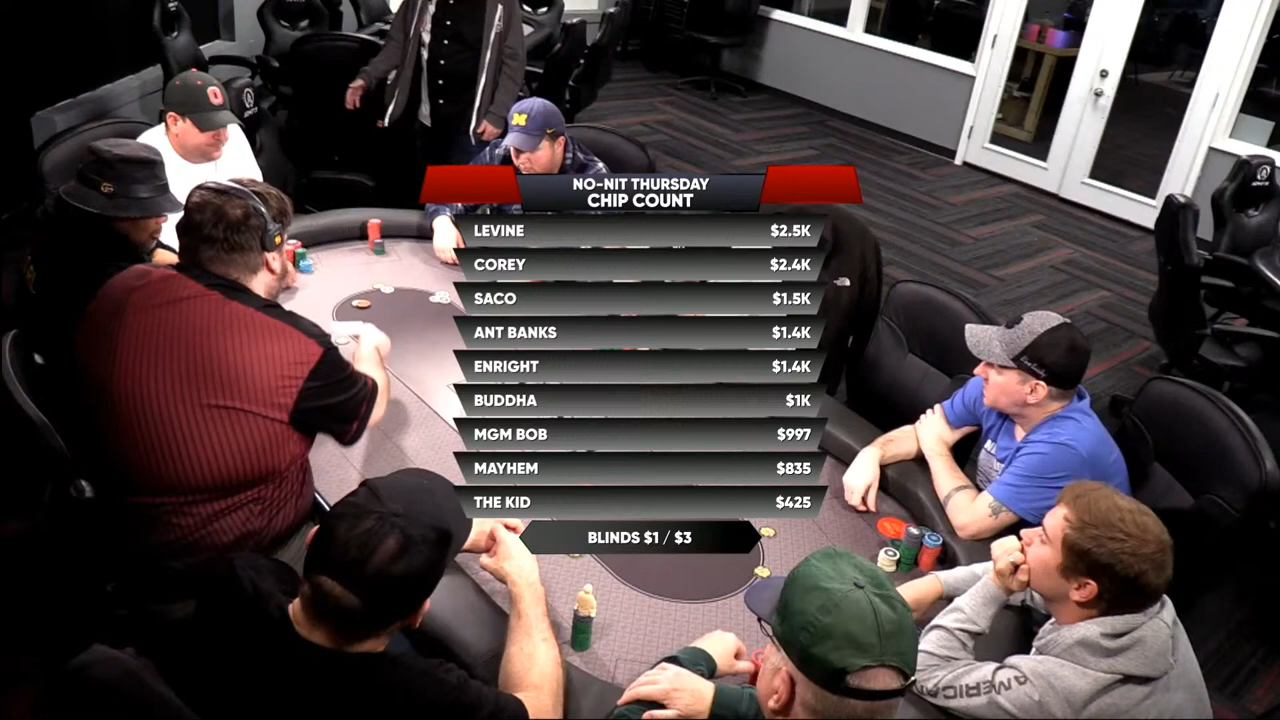 O
M
NO-NIT THURSDAY
CHIP COUNT
LEVINE $2.5K
COREY $2.4K
SACO $1.5K
ANT BANKS $1.4K
ENRIGHT $1.4K
BUDDHA $1K
MGM BOB $997
MAYHEM $835
THE KID $425
BLINDS $1 / $3
AMERICAN